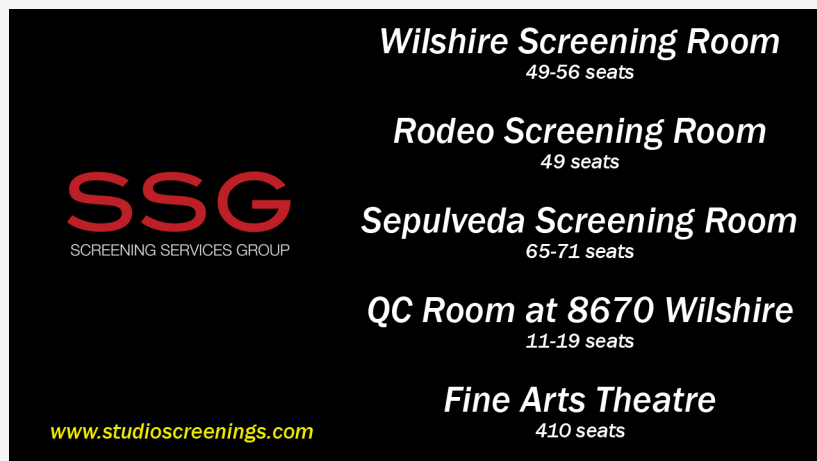 SSG
SCREENING SERVICES GROUP
www.studioscreenings.com
Wilshire Screening Room
49-56 seats
Rodeo Screening Room
49 seats
Sepulveda Screening Room
65-71 seats
QC Room at 8670 Wilshire
11-19 seats
Fine Arts Theatre
410 seats